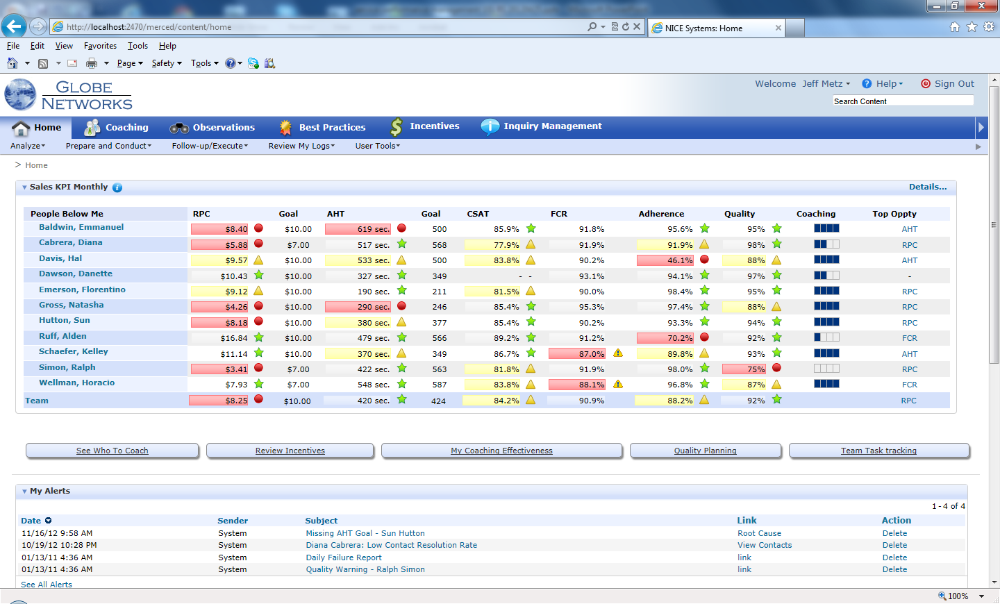 http://localhost:2470/merced/content/home
NICE Systems: Home
File Edit View Favorites Tools Help
Page Safety Tools
GLOBE NETWORKS
Welcome Jeff Metz Help Sign Out
Search Content
Home Coaching Observations Best Practices Incentives Inquiry Management
Analyze Prepare and Conduct Follow-up/Execute Review My Logs User Tools
> Home
Sales KPI Monthly Details...
People Below Me RPC Goal AHT Goal CSAT FCR Adherence Quality Coaching Top Oppty
Baldwin, Emmanuel $8.40 $10.00 619 sec. 500 85.9% 91.8% 95.6% 95% AHT
Cabrera, Diana $5.88 $7.00 517 sec. 568 77.9% 91.9% 91.9% 98% RPC
Davis, Hal $9.57 $10.00 533 sec. 500 83.8% 90.2% 46.1% 88% AHT
Dawson, Danette $10.43 $10.00 327 sec. 349 - - 93.1% 94.1% 97% -
Emerson, Florentino $9.12 $10.00 190 sec. 211 81.5% 90.0% 98.4% 95% RPC
Gross, Natasha $4.26 $10.00 290 sec. 246 85.4% 95.3% 97.4% 88% RPC
Hutton, Sun $8.18 $10.00 380 sec. 377 85.4% 90.2% 93.3% 94% RPC
Ruff, Alden $16.84 $10.00 479 sec. 566 89.2% 91.2% 70.2% 92% FCR
Schaefer, Kelley $11.14 $10.00 370 sec. 349 86.7% 87.0% 89.8% 93% AHT
Simon, Ralph $3.41 $7.00 422 sec. 563 81.8% 91.9% 98.0% 75% RPC
Wellman, Horacio $7.93 $7.00 548 sec. 587 83.8% 88.1% 96.8% 87% FCR
Team $8.25 $10.00 420 sec. 424 84.2% 90.9% 88.2% 92% RPC
See Who To Coach Review Incentives My Coaching Effectiveness Quality Planning Team Task tracking
My Alerts
1 - 4 of 4
Date Sender Subject Link Action
11/16/12 9:58 AM System Missing AHT Goal - Sun Hutton Root Cause Delete
10/19/12 10:28 PM System Diana Cabrera: Low Contact Resolution Rate View Contacts Delete
01/13/11 4:36 AM System Daily Failure Report link Delete
01/13/11 4:36 AM System Quality Warning - Ralph Simon link Delete
See All Alerts
100%